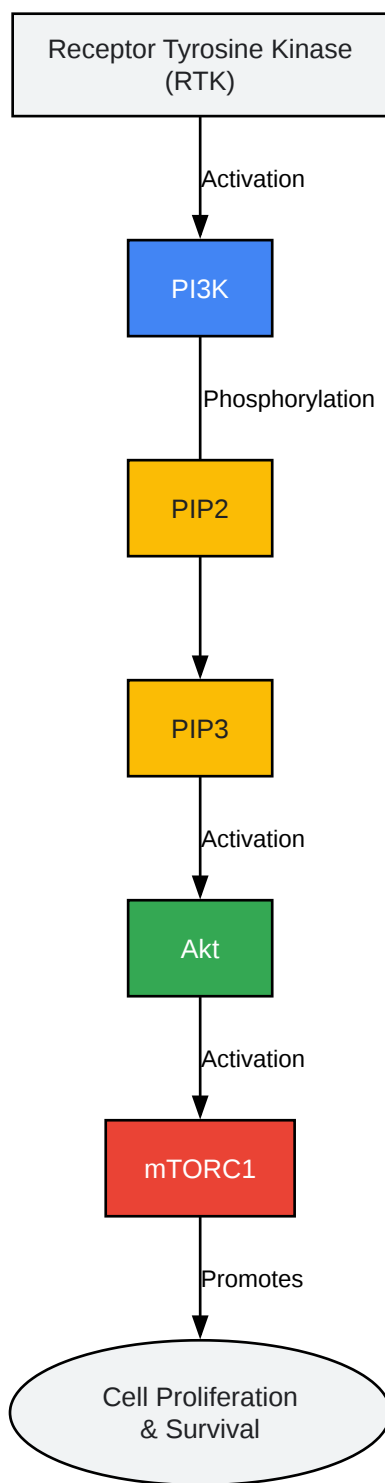 Receptor Tyrosine Kinase
(RTK)
Activation
PI3K
Phosphorylation
PIP2
PIP3
Activation
Akt
Activation
mTORC1
Promotes
Cell Proliferation
& Survival